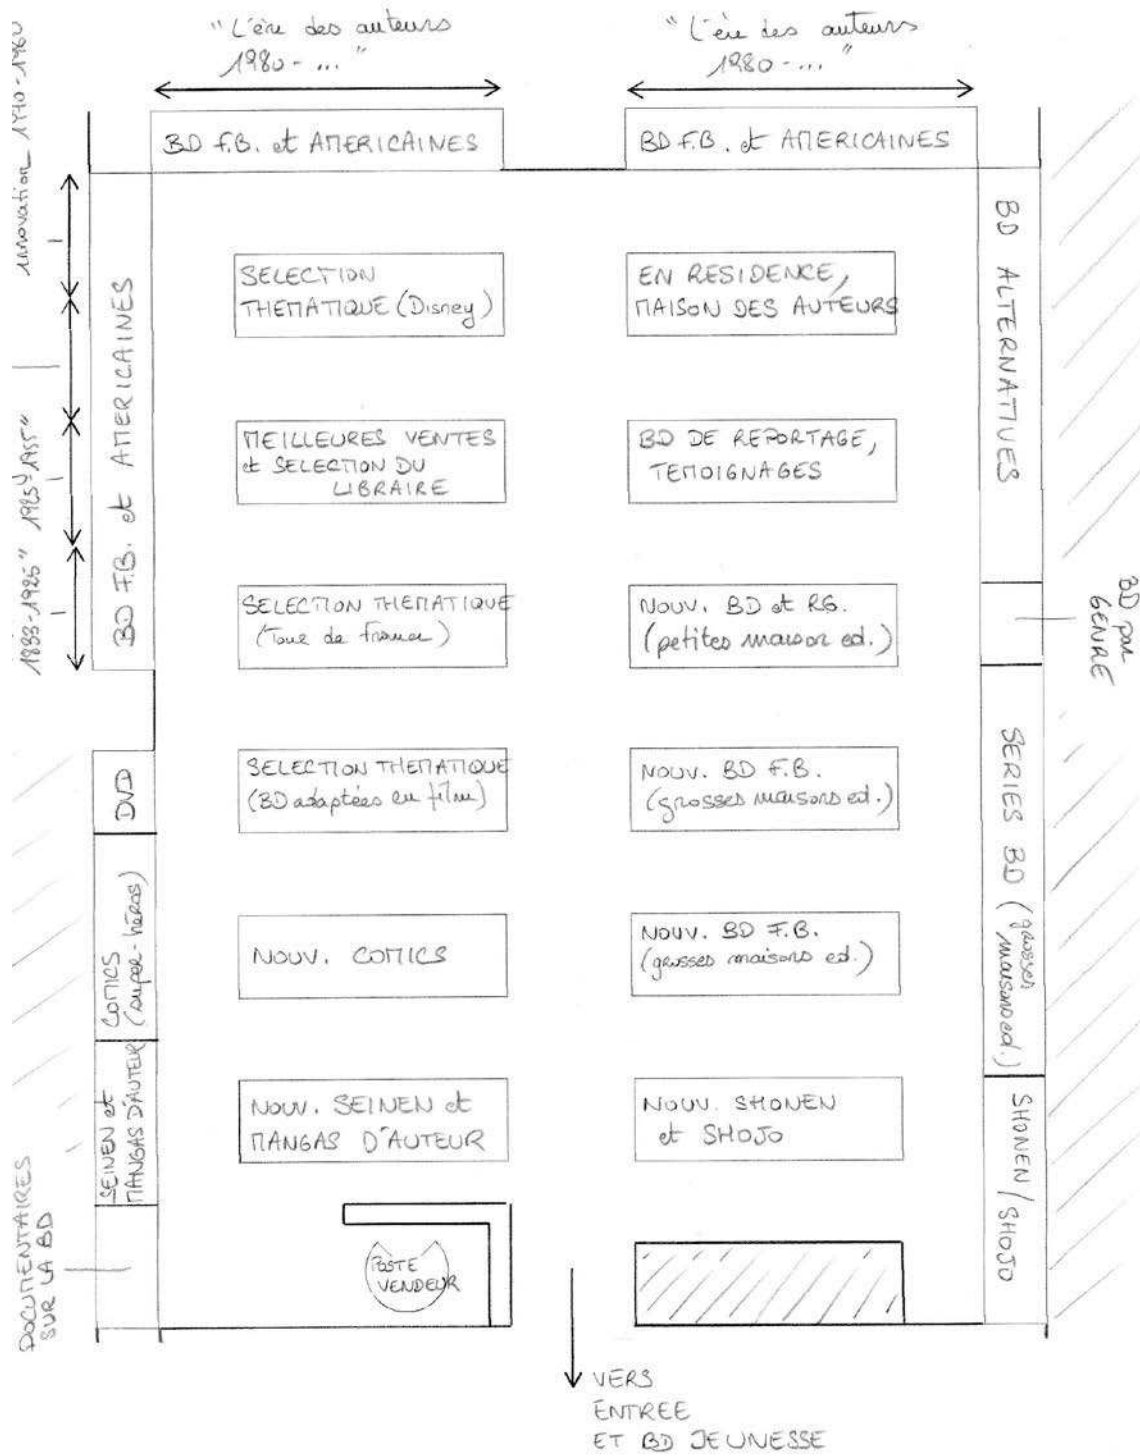 "L'ère des auteurs
1980-..."
"L'ère des auteurs
1980-..."
BD F.B. et AMERICAINES
BD F.B. et AMERICAINES
innovation 1970-1980
1925-1955"
1833-1925"
BD F.B. et AMERICAINES
DVD
COMICS
(super-héros)
SEINEN et
MANGAS D'AUTEUR
DOCUMENTAIRES
SUR LA BD
SELECTION
THEMATIQUE (Disney)
MEILLEURES VENTES
et SELECTION DU
LIBRAIRE
SELECTION THEMATIQUE
(Tour de france)
SELECTION THEMATIQUE
(BD adaptées en film)
NOUV. COMICS
NOUV. SEINEN et
MANGAS D'AUTEUR
POSTE
VENDEUR
EN RESIDENCE,
MAISON DES AUTEURS
BD DE REPORTAGE,
TEMOIGNAGES
NOUV. BD et RG.
(petites maison ed.)
NOUV. BD F.B.
(grosses maisons ed.)
NOUV. BD F.B.
(grosses maisons ed.)
NOUV. SHONEN
et SHOJO
BD ALTERNATIVES
BD par
GENRE
SERIES BD (grosses
maisons ed.)
SHONEN/SHOJO
VERS
ENTREE
ET BD JEUNESSE